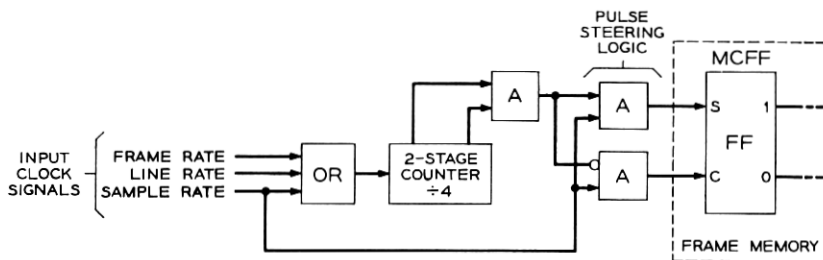 PULSE
STEERING
LOGIC
MCFF
A
A
S 1
FF
C 0
INPUT
CLOCK
SIGNALS
FRAME RATE
LINE RATE
SAMPLE RATE
OR
2-STAGE
COUNTER
÷4
A
FRAME MEMORY